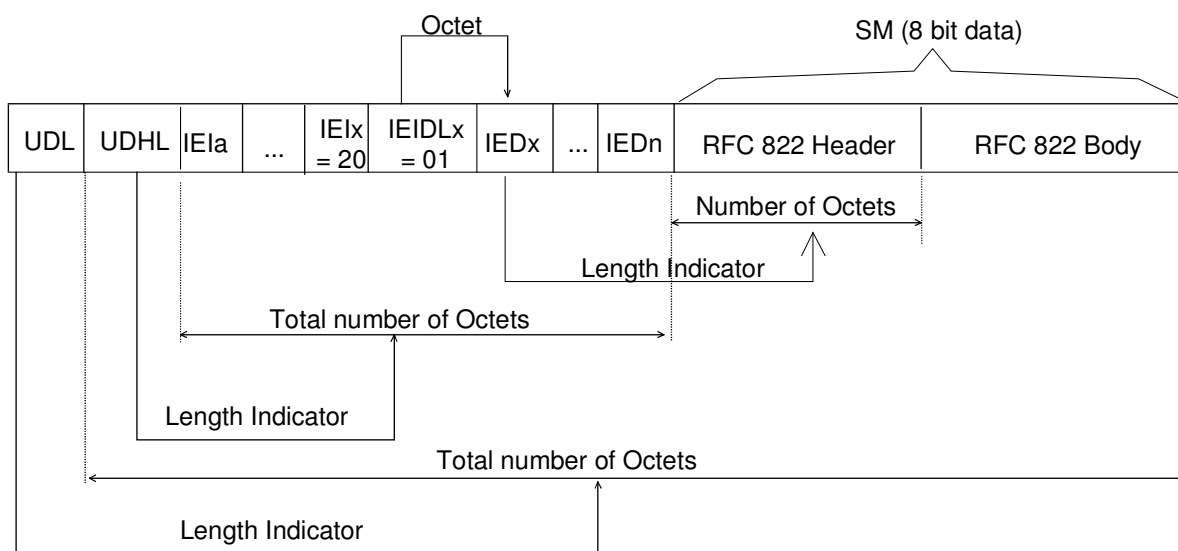 Octet
SM (8 bit data)
UDL
UDHL
IEIa
...
IEIx
= 20
IEIDLx
= 01
IEDx
...
IEDn
RFC 822 Header
RFC 822 Body
Number of Octets
Length Indicator
Total number of Octets
Length Indicator
Total number of Octets
Length Indicator